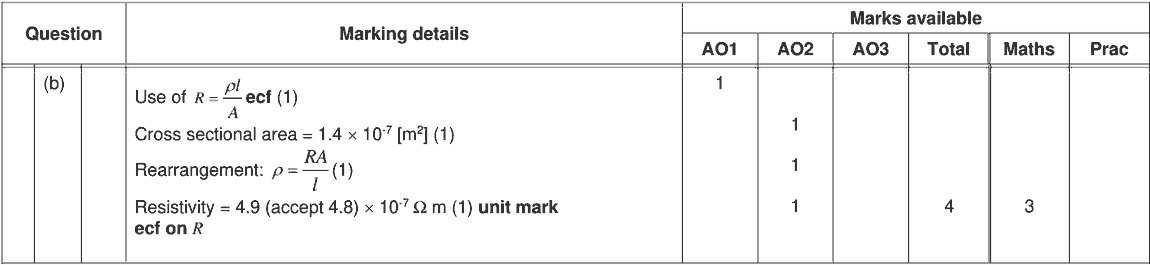 Question Marking details Marks available
AO1 AO2 AO3 Total Maths Prac
(b) Use of R = ρl/A ecf (1) 1
Cross sectional area = 1.4 × 10⁻⁷ [m²] (1) 1
Rearrangement: ρ = RA/l (1) 1
Resistivity = 4.9 (accept 4.8) × 10⁻⁷ Ω m (1) unit mark 1 4 3
ecf on R